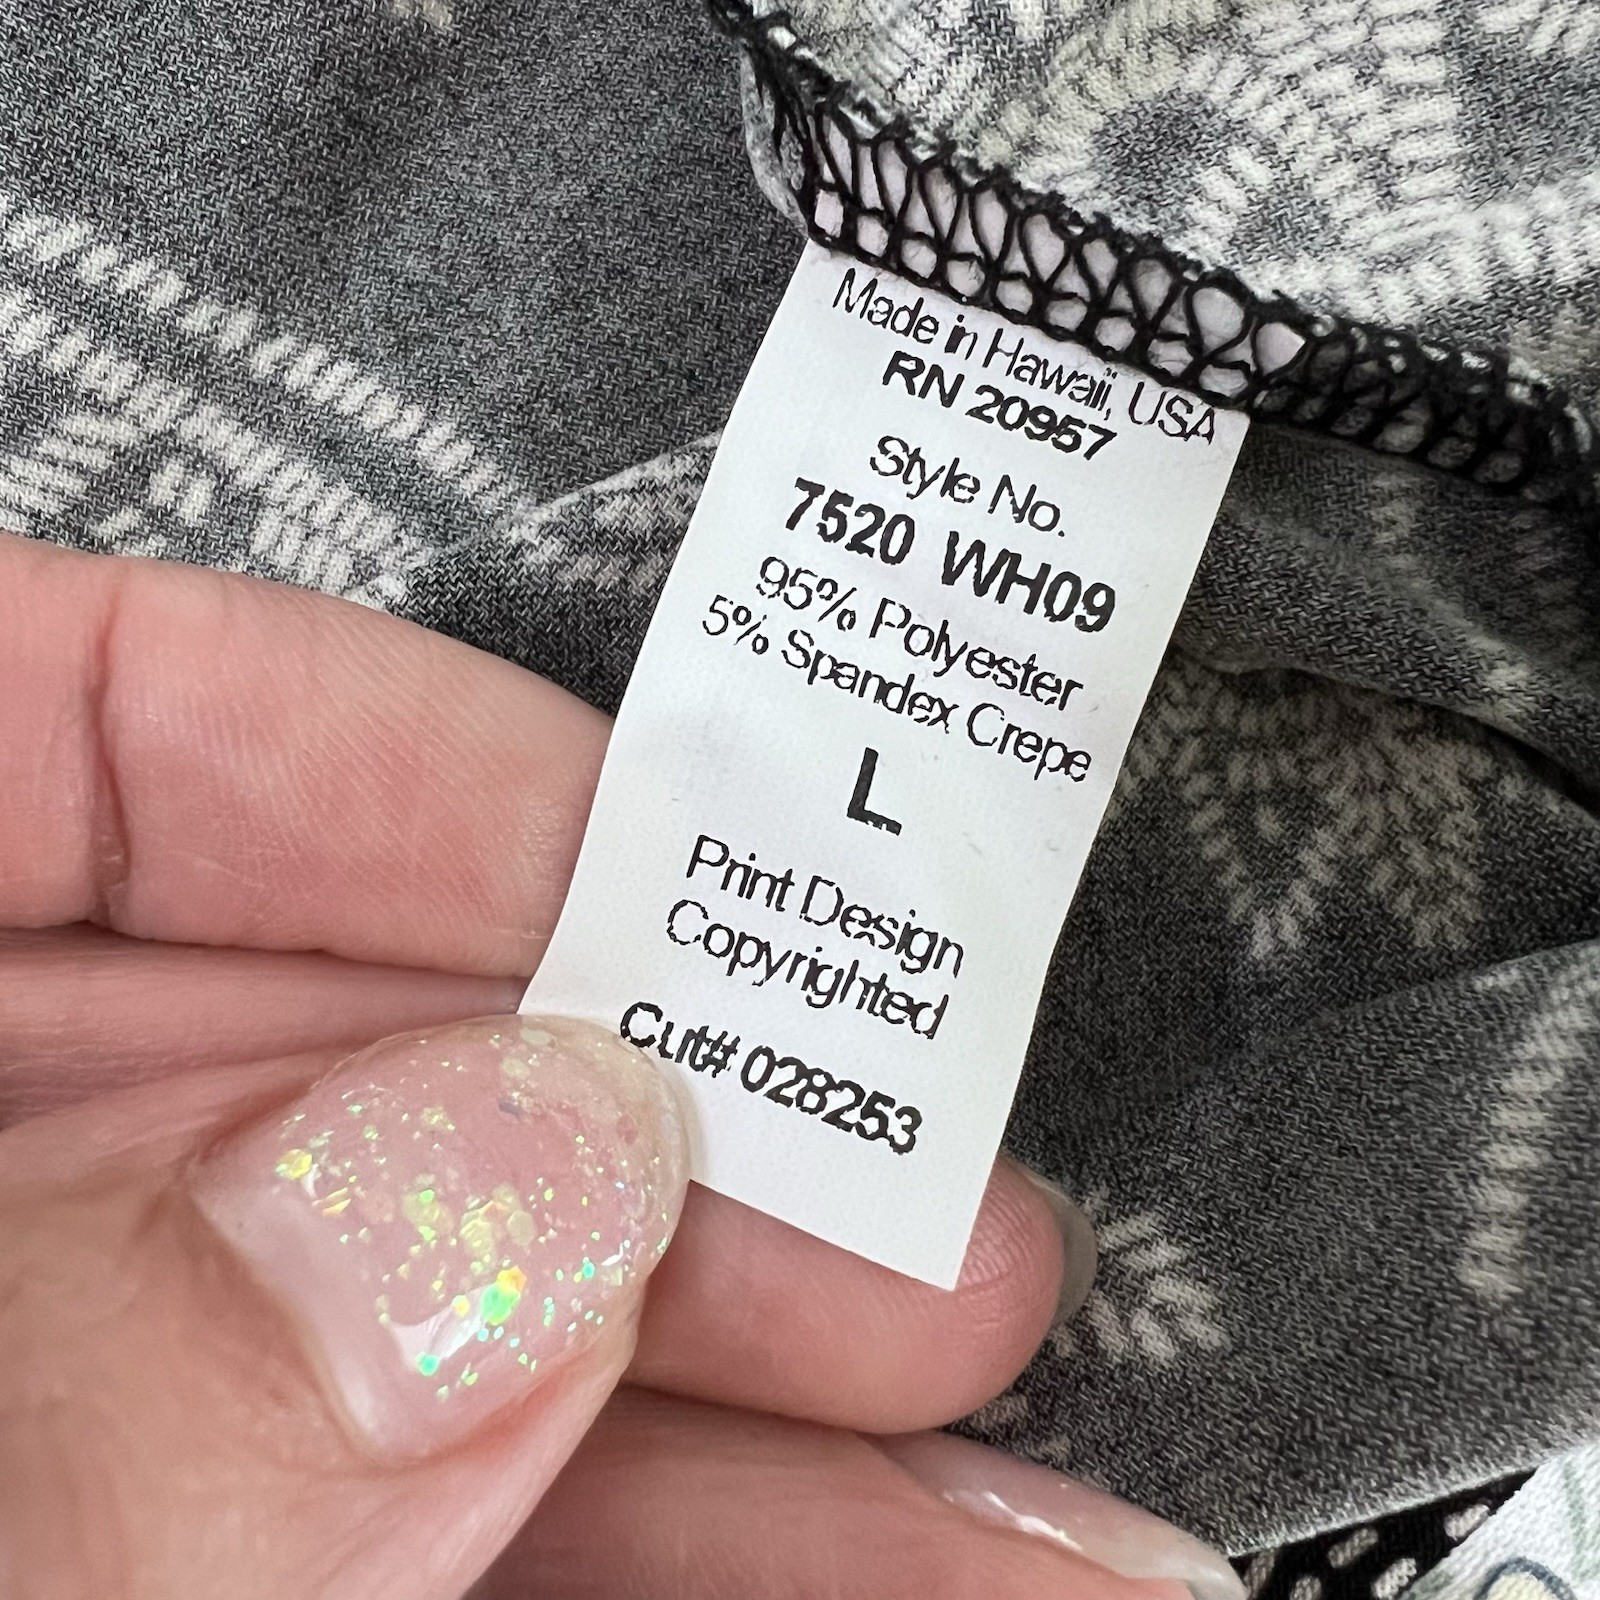 Made in Hawaii, USA
RN 20957
Style No.
7520 WH09
95% Polyester
5% Spandex Crepe
L
Print Design
Copyrighted
Cut# 028253